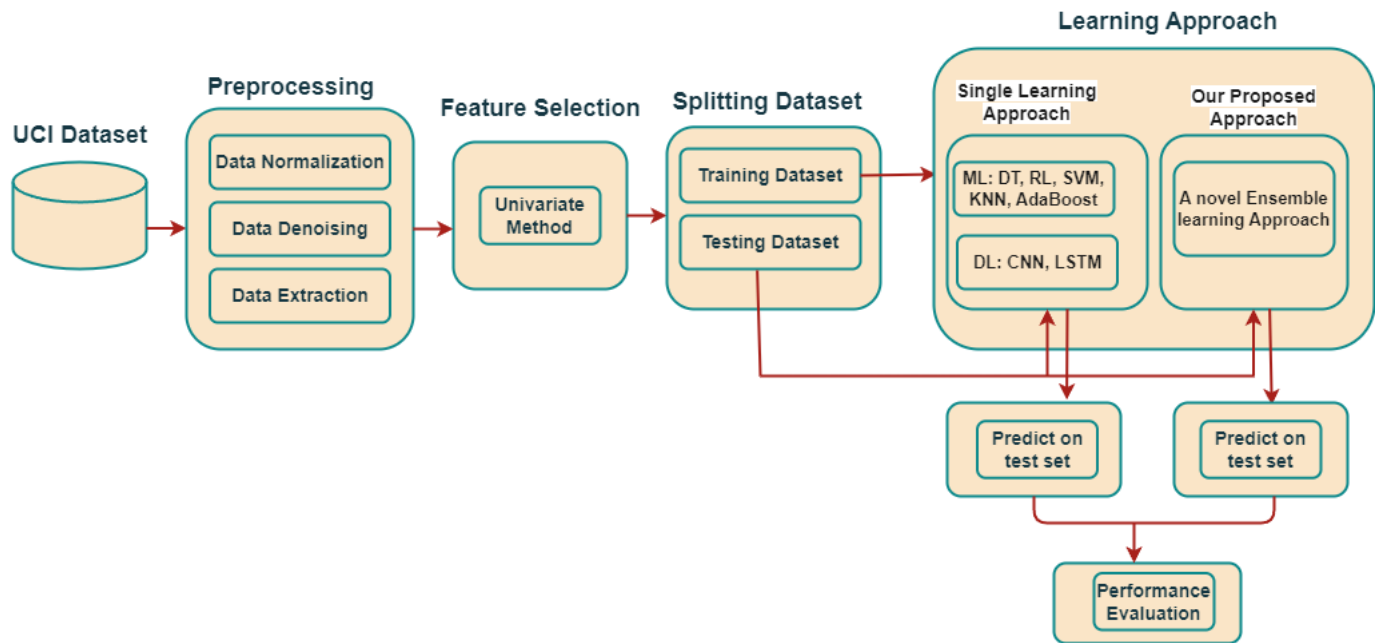 UCI Dataset
Preprocessing
Data Normalization
Data Denoising
Data Extraction
Feature Selection
Univariate
Method
Splitting Dataset
Training Dataset
Testing Dataset
Learning Approach
Single Learning
Approach
ML: DT, RL, SVM,
KNN, AdaBoost
DL: CNN, LSTM
Our Proposed
Approach
A novel Ensemble
learning Approach
Predict on
test set
Predict on
test set
Performance
Evaluation